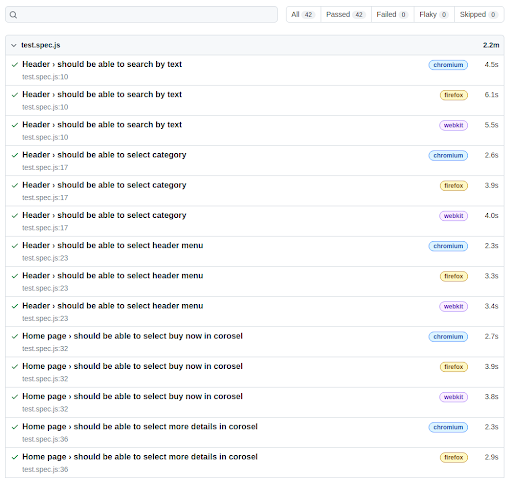 All 42 Passed 42 Failed 0 Flaky 0 Skipped 0
test.spec.js 2.2m
Header › should be able to search by text chromium 4.5s
test.spec.js:10
Header › should be able to search by text firefox 6.1s
test.spec.js:10
Header › should be able to search by text webkit 5.5s
test.spec.js:10
Header › should be able to select category chromium 2.6s
test.spec.js:17
Header › should be able to select category firefox 3.9s
test.spec.js:17
Header › should be able to select category webkit 4.0s
test.spec.js:17
Header › should be able to select header menu chromium 2.3s
test.spec.js:23
Header › should be able to select header menu firefox 3.3s
test.spec.js:23
Header › should be able to select header menu webkit 3.4s
test.spec.js:23
Home page › should be able to select buy now in corosel chromium 2.7s
test.spec.js:32
Home page › should be able to select buy now in corosel firefox 3.9s
test.spec.js:32
Home page › should be able to select buy now in corosel webkit 3.8s
test.spec.js:32
Home page › should be able to select more details in corosel chromium 2.3s
test.spec.js:36
Home page › should be able to select more details in corosel firefox 2.9s
test.spec.js:36